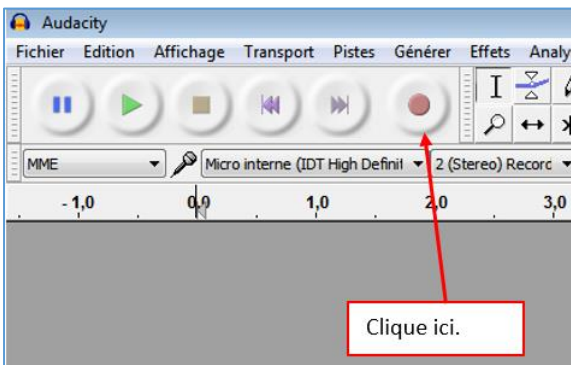 Audacity
Fichier Edition Affichage Transport Pistes Générer Effets Analy
MME Micro interne (IDT High Definit 2 (Stereo) Record
- 1,0 0,0 1,0 2,0 3,0
Clique ici.